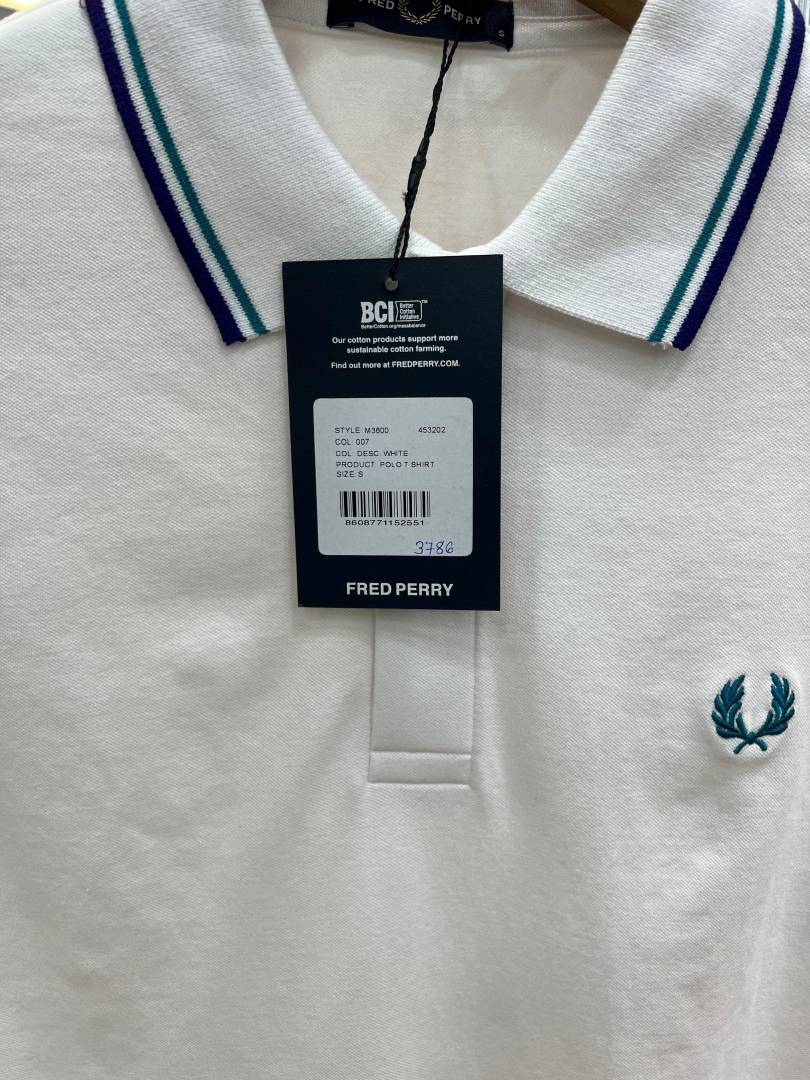 FRED PERRY
S
BCI Better Cotton Initiative™
BetterCotton.org/massbalance
Our cotton products support more
sustainable cotton farming.
Find out more at FREDPERRY.COM.
STYLE: M3600 453202
COL: 007
COL. DESC: WHITE
PRODUCT: POLO T SHIRT
SIZE: S
8608771152551
3786
FRED PERRY